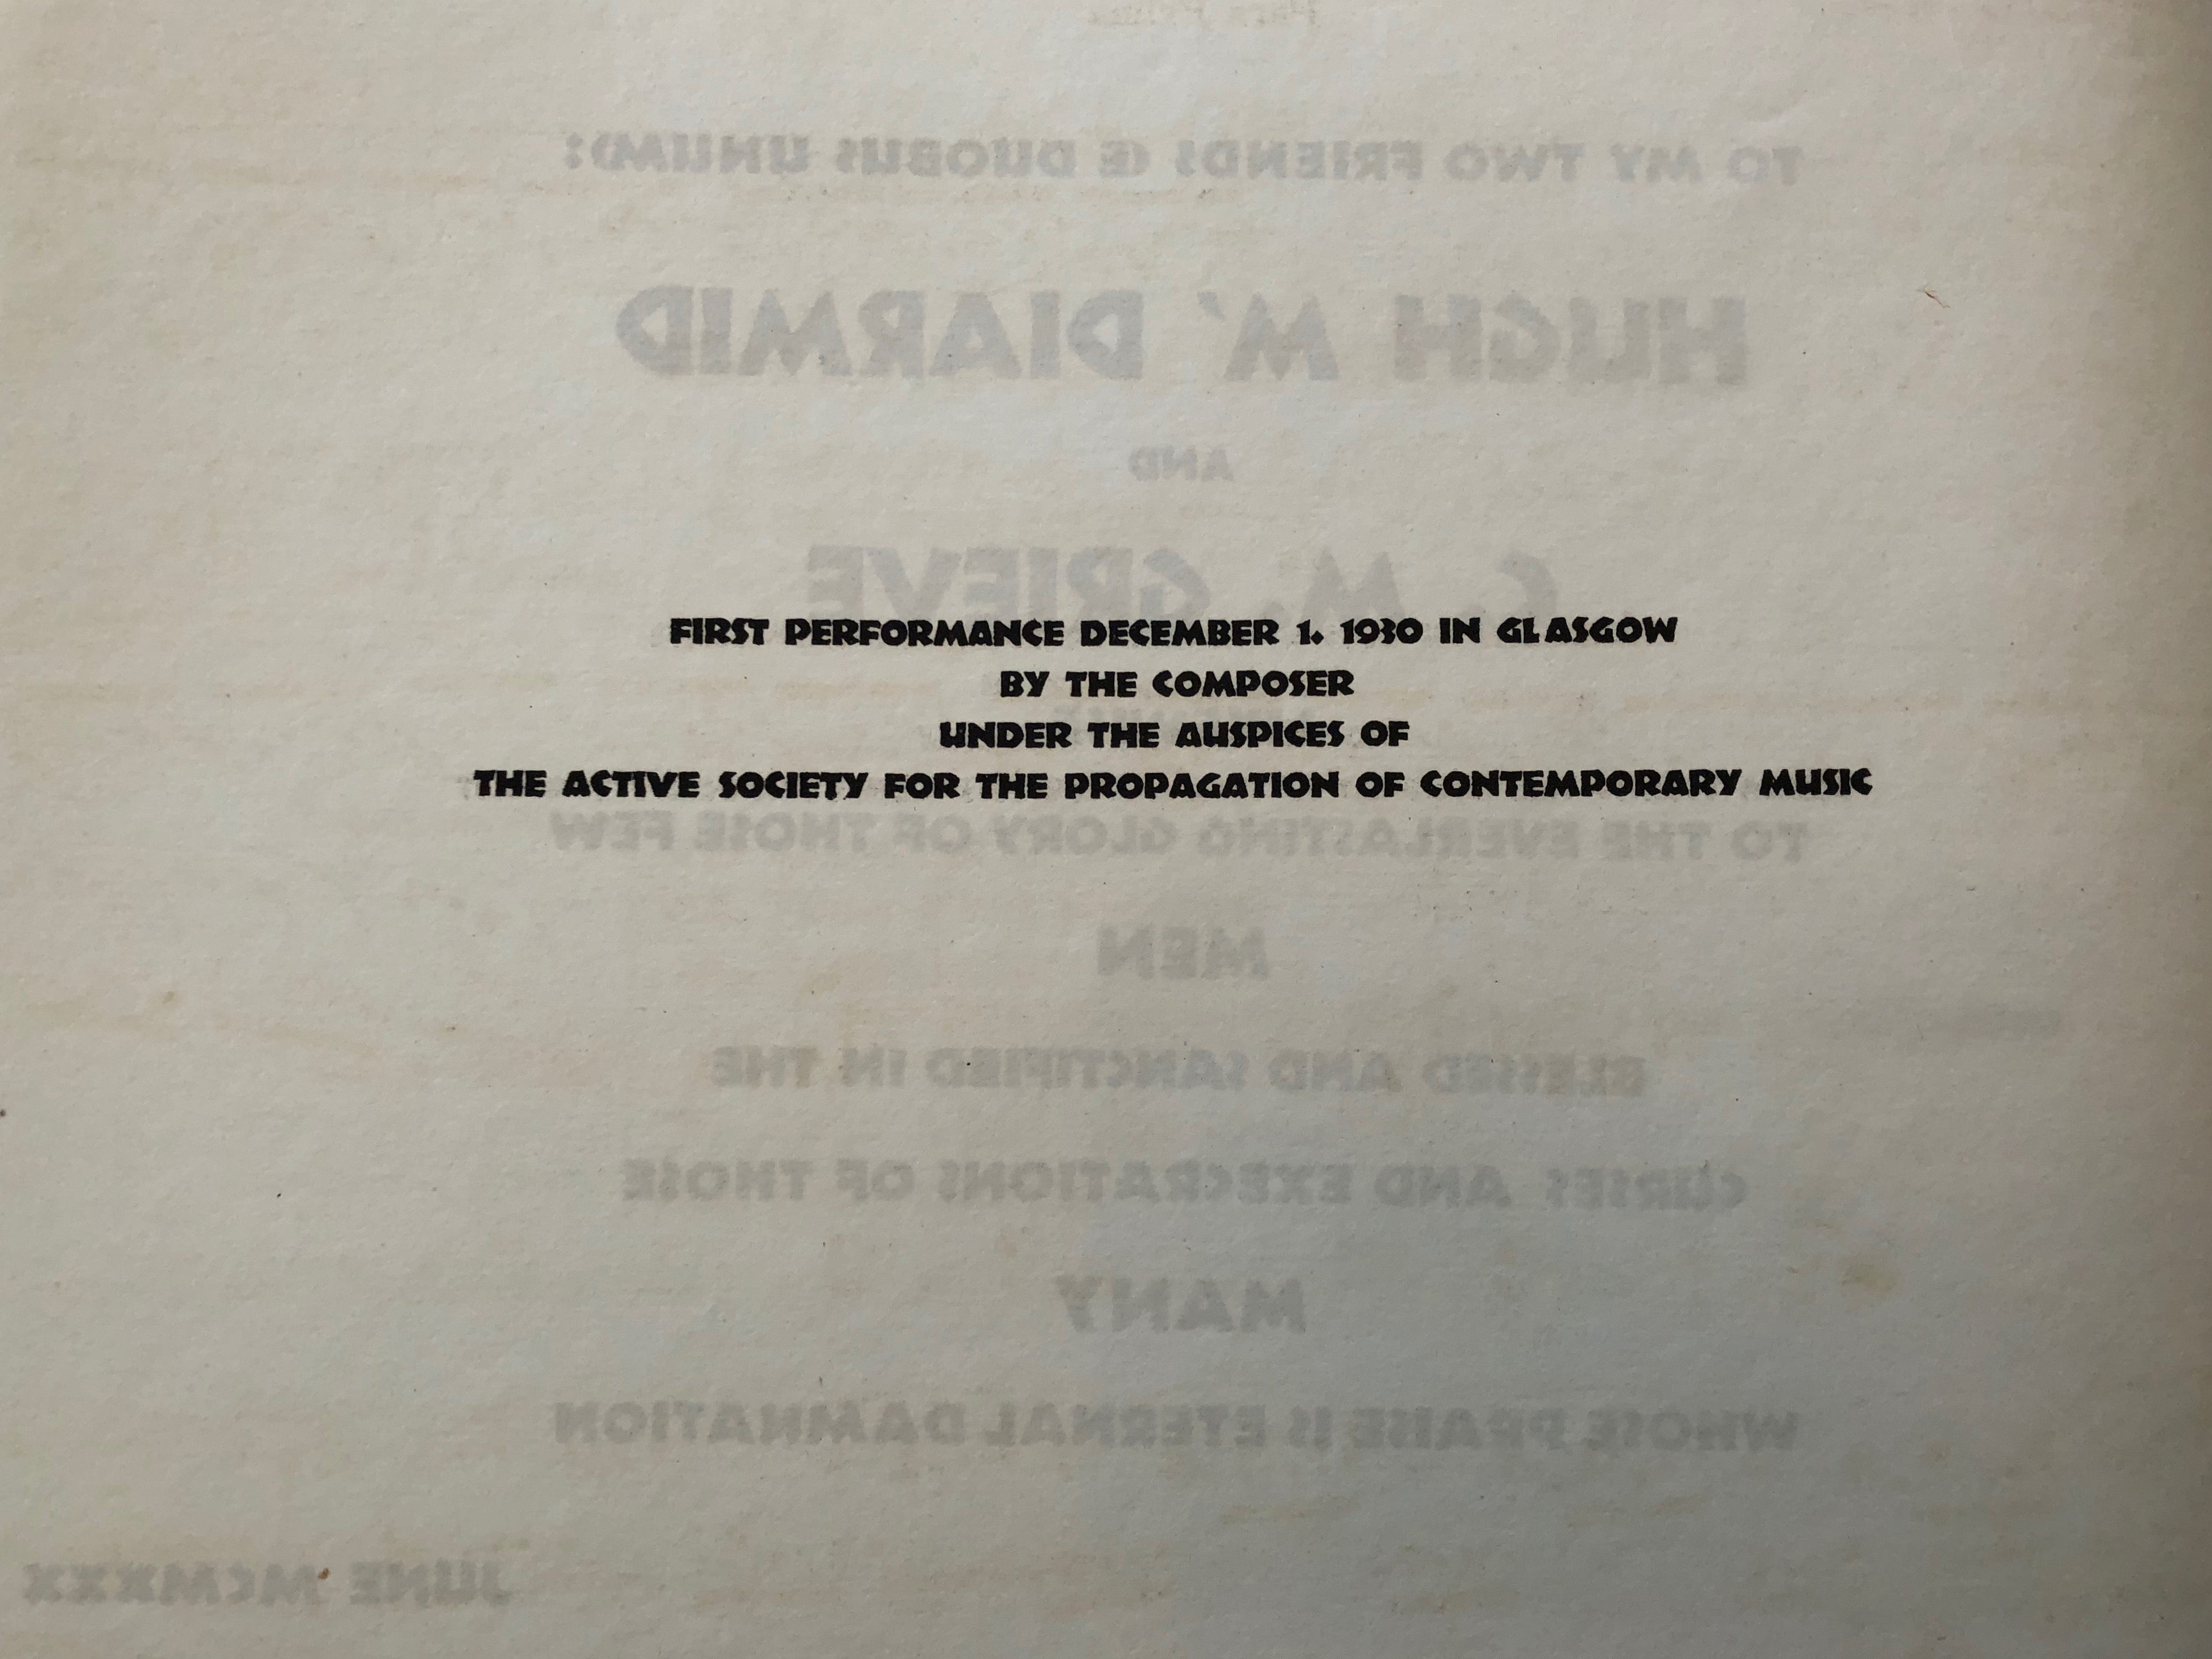 TO MY TWO FRIENDS (E DUOBUS UNUM):
HUGH M' DIARMID
AND
C. M. GRIEVE
FIRST PERFORMANCE DECEMBER 1. 1930 IN GLASGOW
BY THE COMPOSER
UNDER THE AUSPICES OF
THE ACTIVE SOCIETY FOR THE PROPAGATION OF CONTEMPORARY MUSIC
TO THE EVERLASTING GLORY OF THOSE FEW
MEN
BLESSED AND SANCTIFIED IN THE
CURSES AND EXECRATIONS OF THOSE
MANY
WHOSE PRAISE IS ETERNAL DAMNATION
JUNE MCMXXX